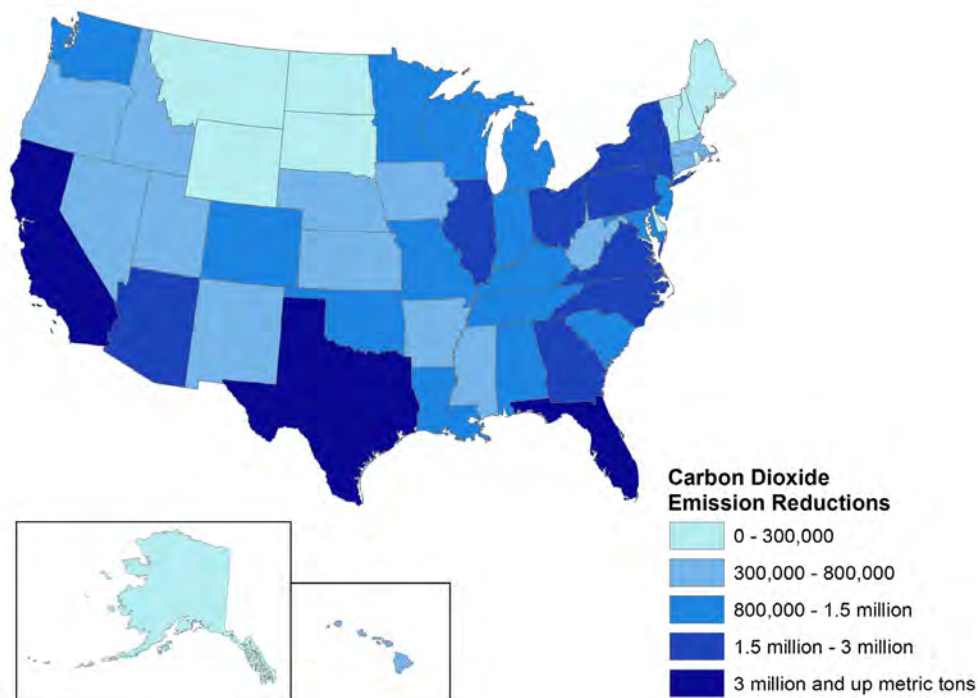 Carbon Dioxide
Emission Reductions
0 - 300,000
300,000 - 800,000
800,000 - 1.5 million
1.5 million - 3 million
3 million and up metric tons